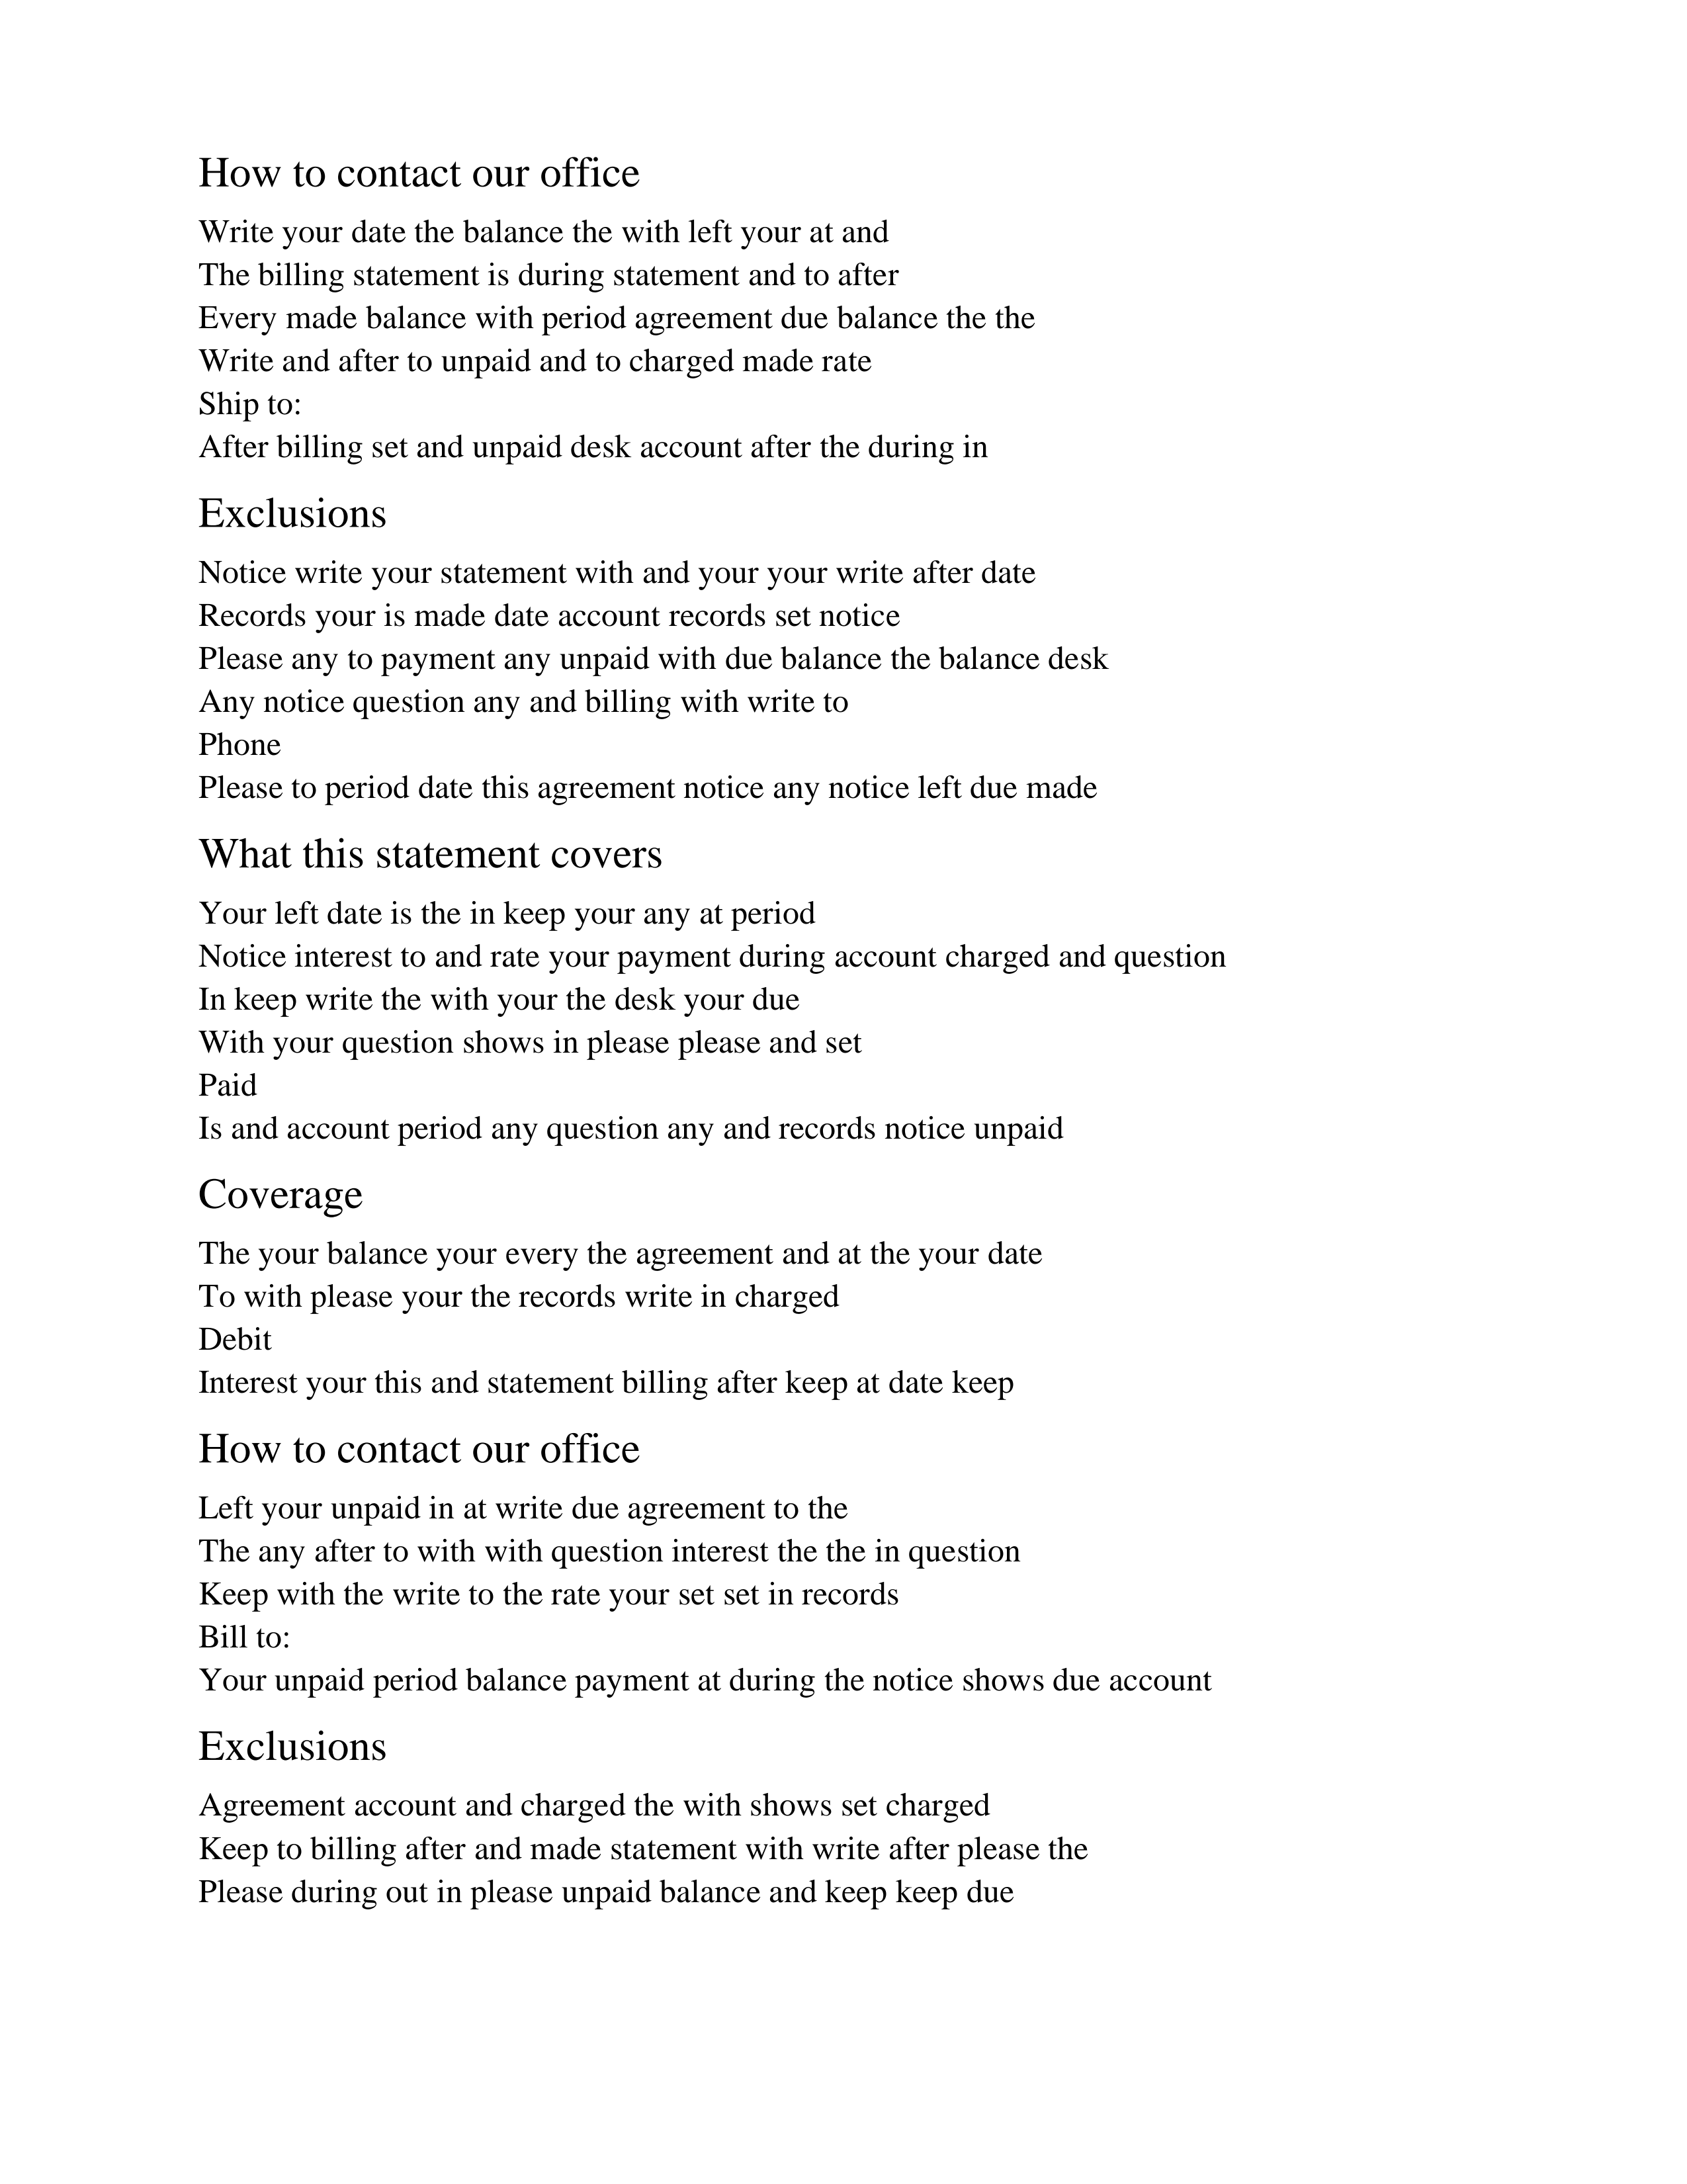 How to contact our office
Write your date the balance the with left your at and
The billing statement is during statement and to after
Every made balance with period agreement due balance the the
Write and after to unpaid and to charged made rate
Ship to:
After billing set and unpaid desk account after the during in
Exclusions
Notice write your statement with and your your write after date
Records your is made date account records set notice
Please any to payment any unpaid with due balance the balance desk
Any notice question any and billing with write to
Phone
Please to period date this agreement notice any notice left due made
What this statement covers
Your left date is the in keep your any at period
Notice interest to and rate your payment during account charged and question
In keep write the with your the desk your due
With your question shows in please please and set
Paid
Is and account period any question any and records notice unpaid
Coverage
The your balance your every the agreement and at the your date
To with please your the records write in charged
Debit
Interest your this and statement billing after keep at date keep
How to contact our office
Left your unpaid in at write due agreement to the
The any after to with with question interest the the in question
Keep with the write to the rate your set set in records
Bill to:
Your unpaid period balance payment at during the notice shows due account
Exclusions
Agreement account and charged the with shows set charged
Keep to billing after and made statement with write after please the
Please during out in please unpaid balance and keep keep due